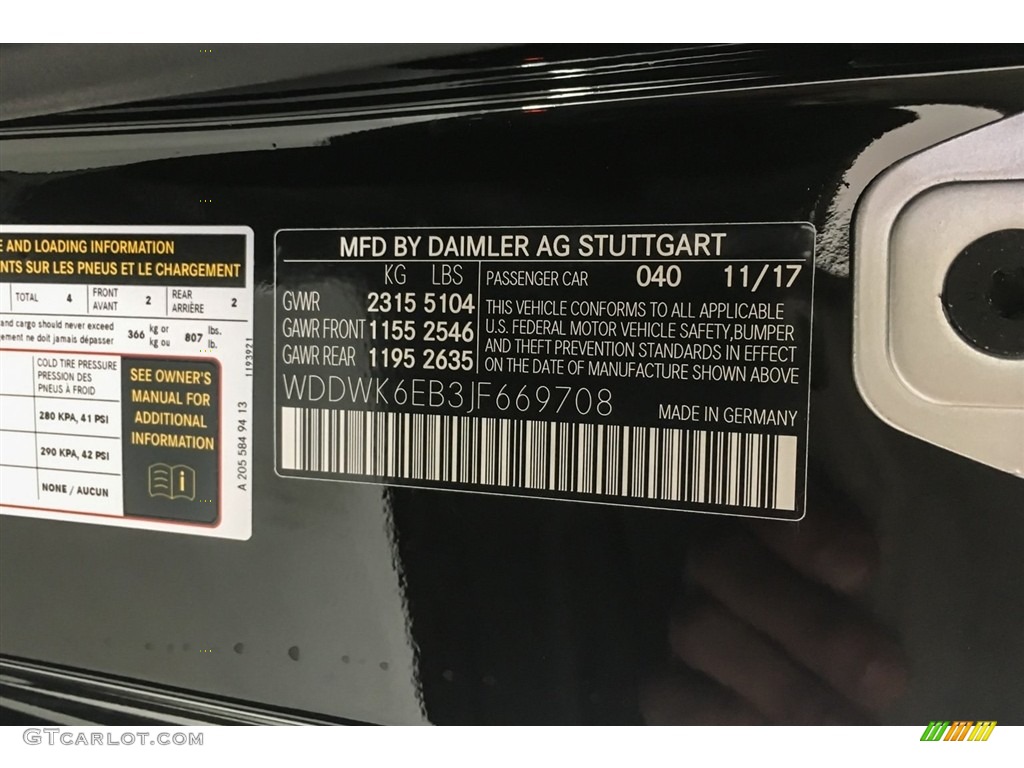 E AND LOADING INFORMATION
NTS SUR LES PNEUS ET LE CHARGEMENT
TOTAL 4 FRONT AVANT 2 REAR ARRIÈRE 2
and cargo should never exceed 366 kg or 807 lbs.
ement ne doit jamais dépasser kg ou lb.
COLD TIRE PRESSURE
PRESSION DES
PNEUS À FROID
280 KPA, 41 PSI
290 KPA, 42 PSI
NONE / AUCUN
SEE OWNER'S
MANUAL FOR
ADDITIONAL
INFORMATION
i
1193921
A 205 584 94 13
MFD BY DAIMLER AG STUTTGART
KG LBS
GVWR 2315 5104
GAWR FRONT 1155 2546
GAWR REAR 1195 2635
PASSENGER CAR 040 11/17
THIS VEHICLE CONFORMS TO ALL APPLICABLE
U.S. FEDERAL MOTOR VEHICLE SAFETY,BUMPER
AND THEFT PREVENTION STANDARDS IN EFFECT
ON THE DATE OF MANUFACTURE SHOWN ABOVE
WDDWK6EB3JF669708
MADE IN GERMANY
GTCarlot.com